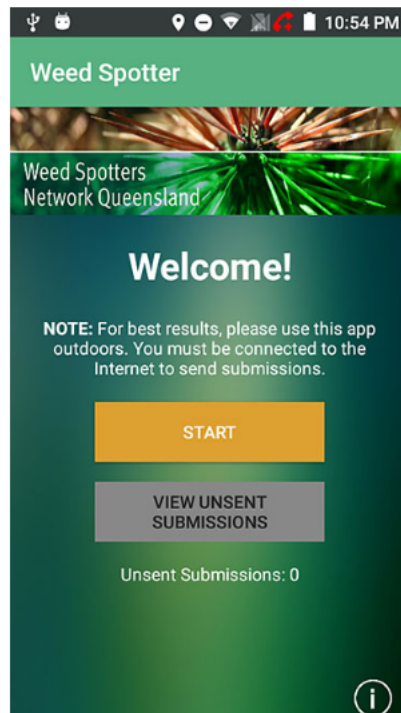 10:54 PM
Weed Spotter
Weed Spotters
Network Queensland
Welcome!
NOTE: For best results, please use this app
outdoors. You must be connected to the
Internet to send submissions.
START
VIEW UNSENT
SUBMISSIONS
Unsent Submissions: 0
i